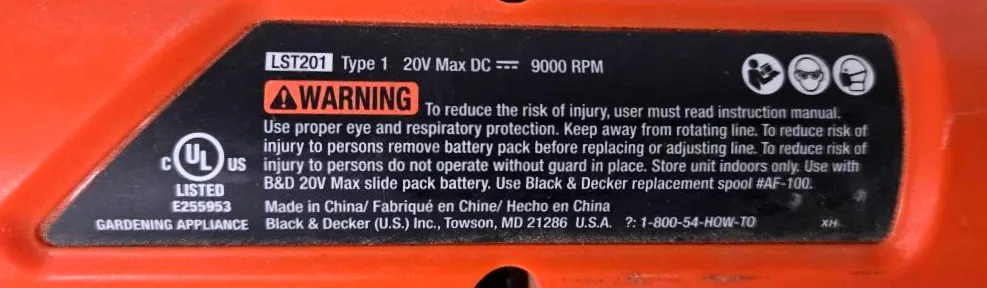 LST201 Type 1 20V Max DC 9000 RPM
WARNING To reduce the risk of injury, user must read instruction manual.
Use proper eye and respiratory protection. Keep away from rotating line. To reduce risk of
injury to persons remove battery pack before replacing or adjusting line. To reduce risk of
injury to persons do not operate without guard in place. Store unit indoors only. Use with
B&D 20V Max slide pack battery. Use Black & Decker replacement spool #AF-100.
Made in China/ Fabriqué en Chine/ Hecho en China
Black & Decker (U.S.) Inc., Towson, MD 21286 U.S.A. ?: 1-800-54-HOW-TO XH
C UL US
LISTED
E255953
GARDENING APPLIANCE